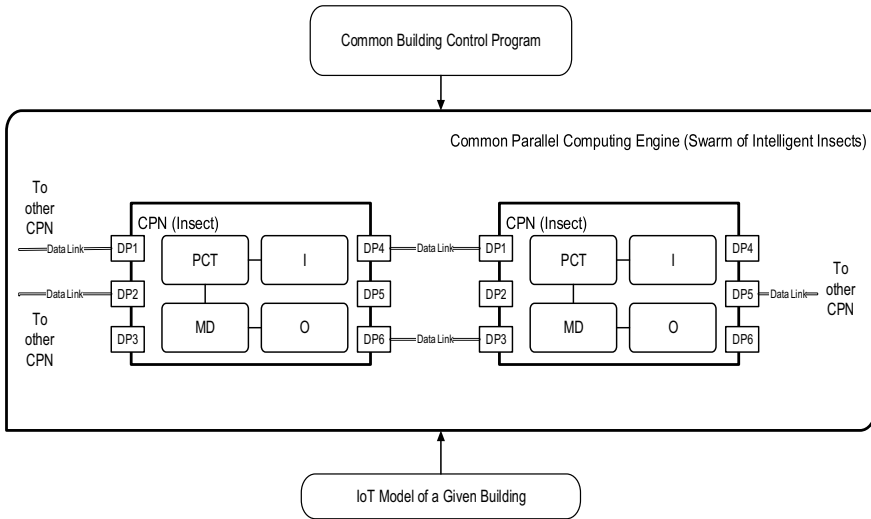 Common Building Control Program
Common Parallel Computing Engine (Swarm of Intelligent Insects)
To
other
CPN
Data Link
Data Link
To
other
CPN
CPN (Insect)
DP1
DP2
DP3
PCT
I
MD
O
DP4
DP5
DP6
Data Link
Data Link
CPN (Insect)
DP1
DP2
DP3
PCT
I
MD
O
DP4
DP5
DP6
Data Link
To
other
CPN
IoT Model of a Given Building